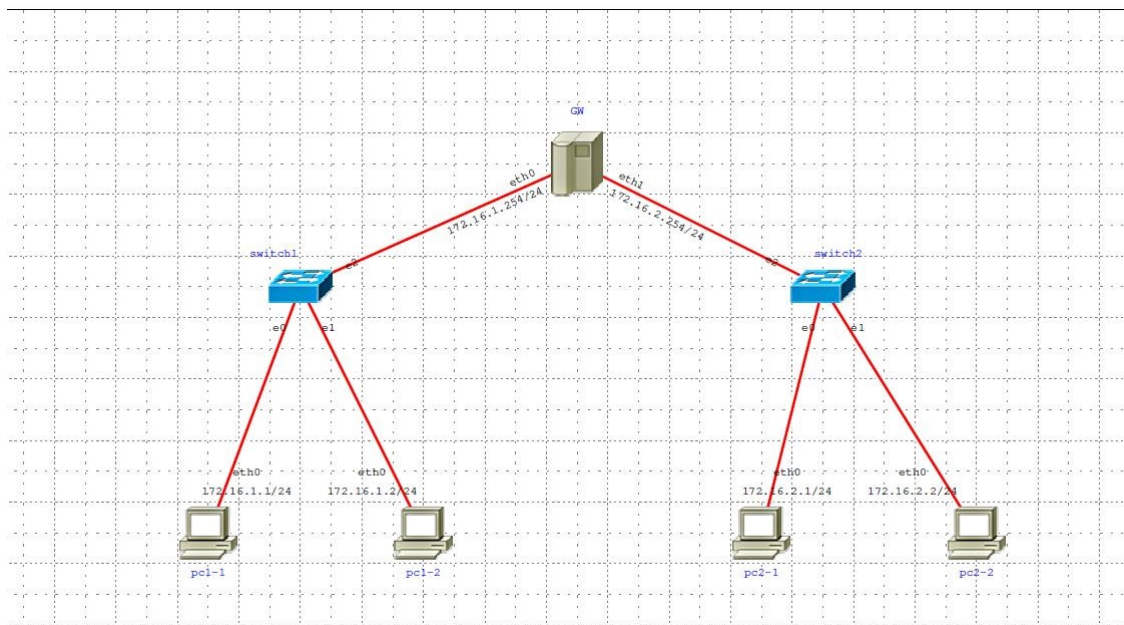 GW
eth0
172.16.1.254/24
eth1
172.16.2.254/24
switch1
e2
switch2
e2
e0
e1
e0
e1
eth0
172.16.1.1/24
eth0
172.16.1.2/24
eth0
172.16.2.1/24
eth0
172.16.2.2/24
pc1-1
pc1-2
pc2-1
pc2-2